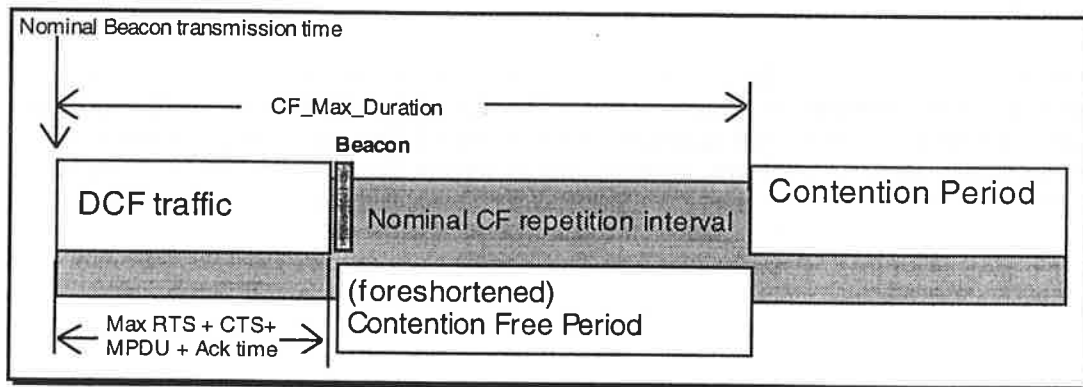 Nominal Beacon transmission time
CF_Max_Duration
Beacon
DCF traffic
Nominal CF repetition interval
Contention Period
(foreshortened)
Contention Free Period
Max RTS + CTS+
MPDU + Ack time